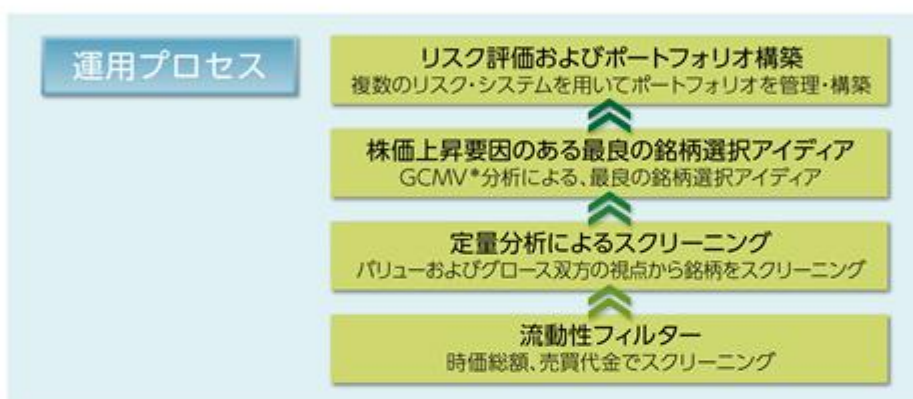 運用プロセス
リスク評価およびポートフォリオ構築
複数のリスク・システムを用いてポートフォリオを管理・構築
株価上昇要因のある最良の銘柄選択アイディア
GCMV*分析による、最良の銘柄選択アイディア
定量分析によるスクリーニング
バリューおよびグロース双方の視点から銘柄をスクリーニング
流動性フィルター
時価総額、売買代金でスクリーニング